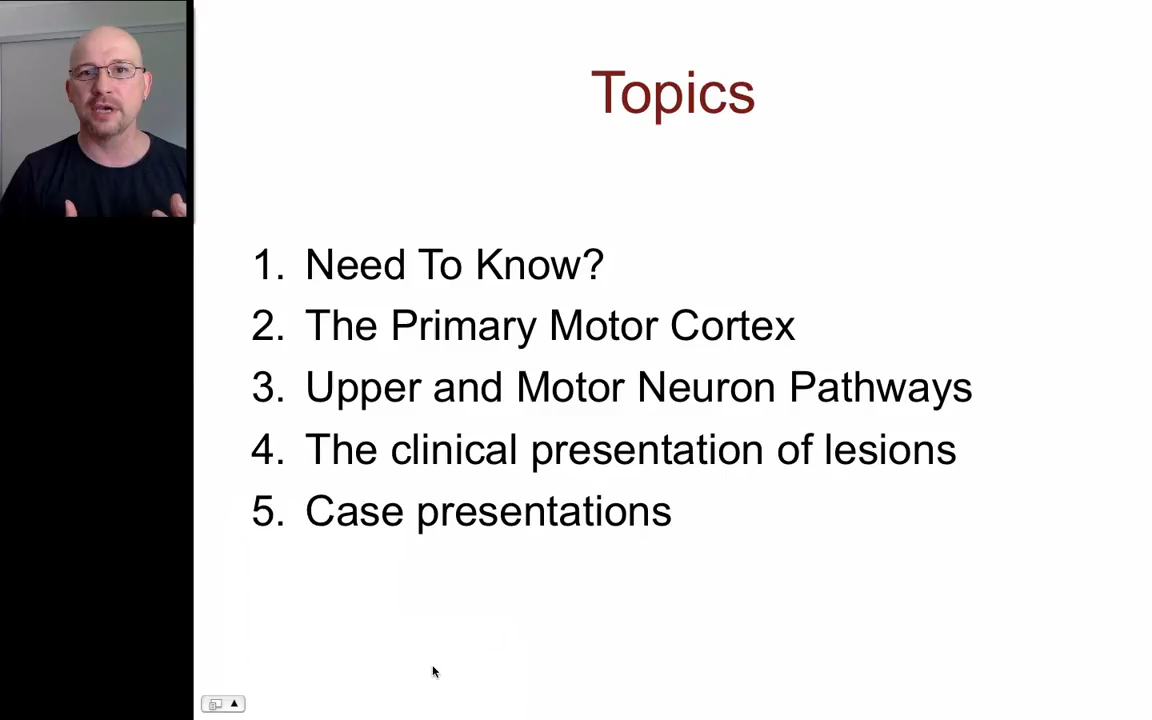 Topics
1. Need To Know?
2. The Primary Motor Cortex
3. Upper and Motor Neuron Pathways
4. The clinical presentation of lesions
5. Case presentations